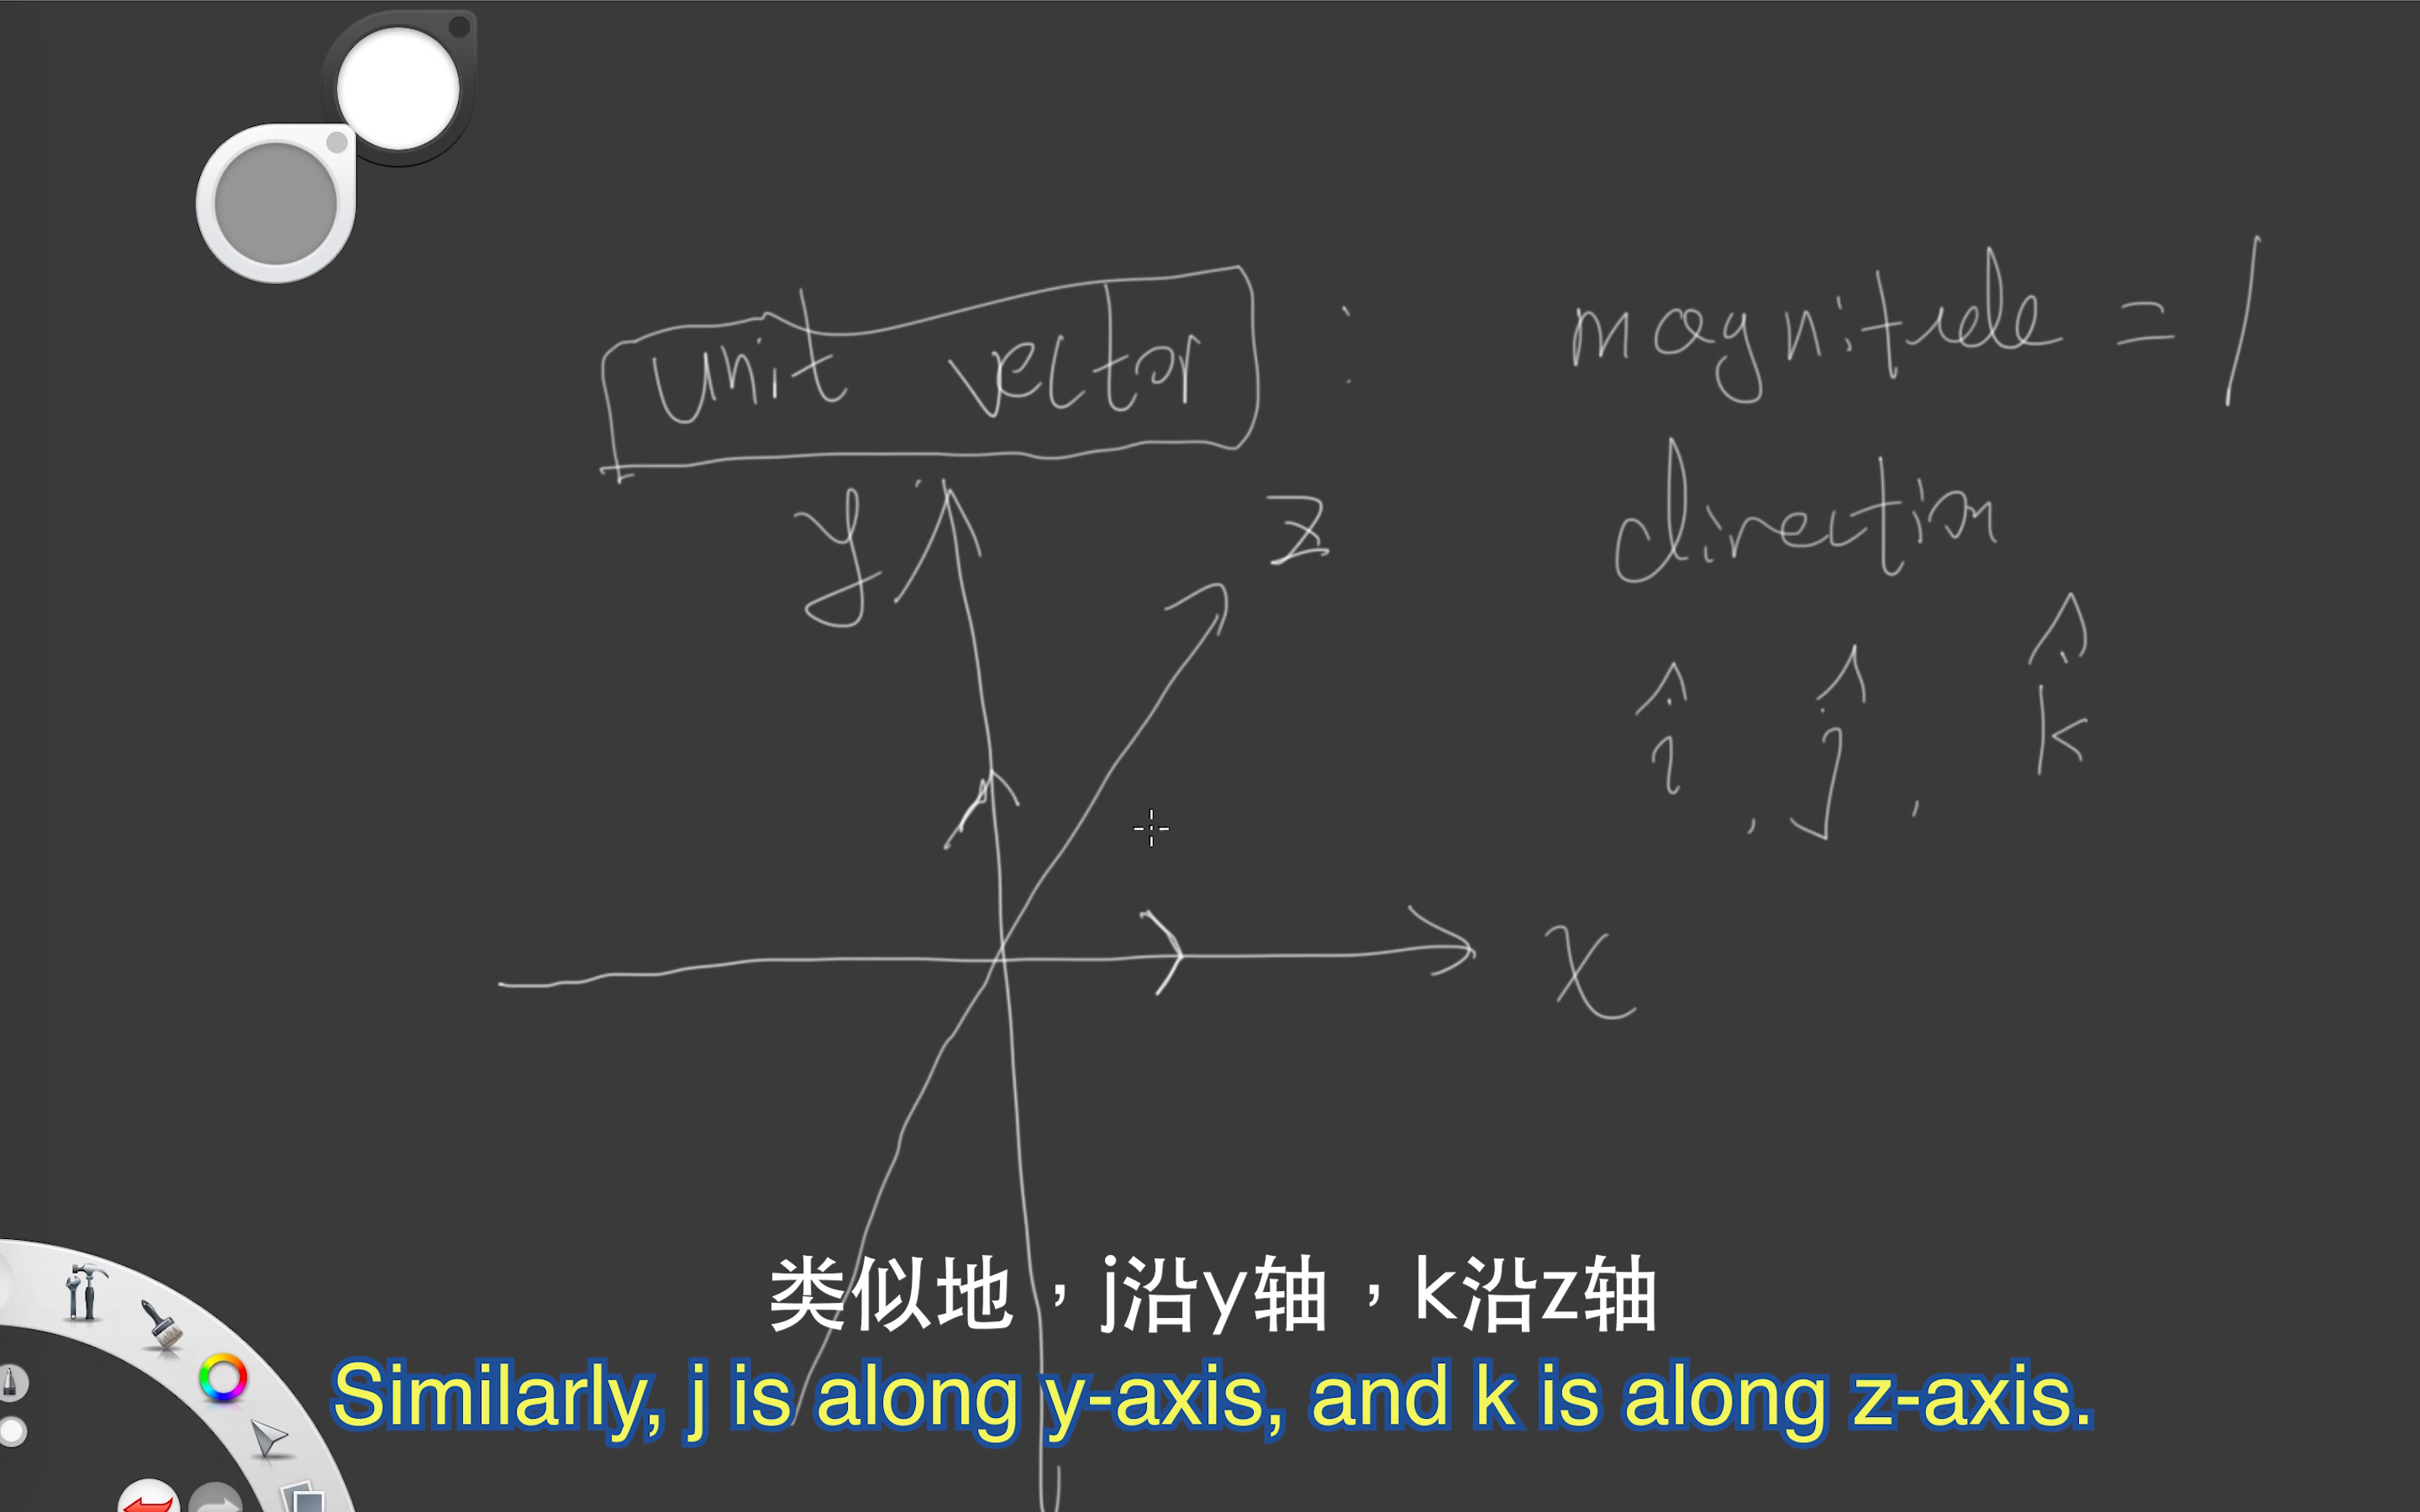 unit vector : magnitude = 1
direction
y z
î , ĵ , k̂
x
类似地，j沿y轴，k沿z轴
Similarly, j is along y-axis, and k is along z-axis.